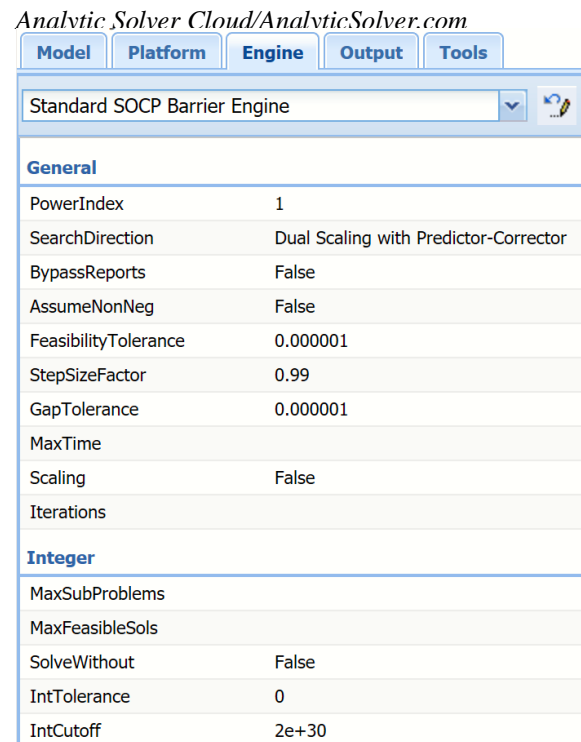 Analytic Solver Cloud/AnalyticSolver.com
Model Platform Engine Output Tools
Standard SOCP Barrier Engine
General
PowerIndex 1
SearchDirection Dual Scaling with Predictor-Corrector
BypassReports False
AssumeNonNeg False
FeasibilityTolerance 0.000001
StepSizeFactor 0.99
GapTolerance 0.000001
MaxTime
Scaling False
Iterations
Integer
MaxSubProblems
MaxFeasibleSols
SolveWithout False
IntTolerance 0
IntCutoff 2e+30